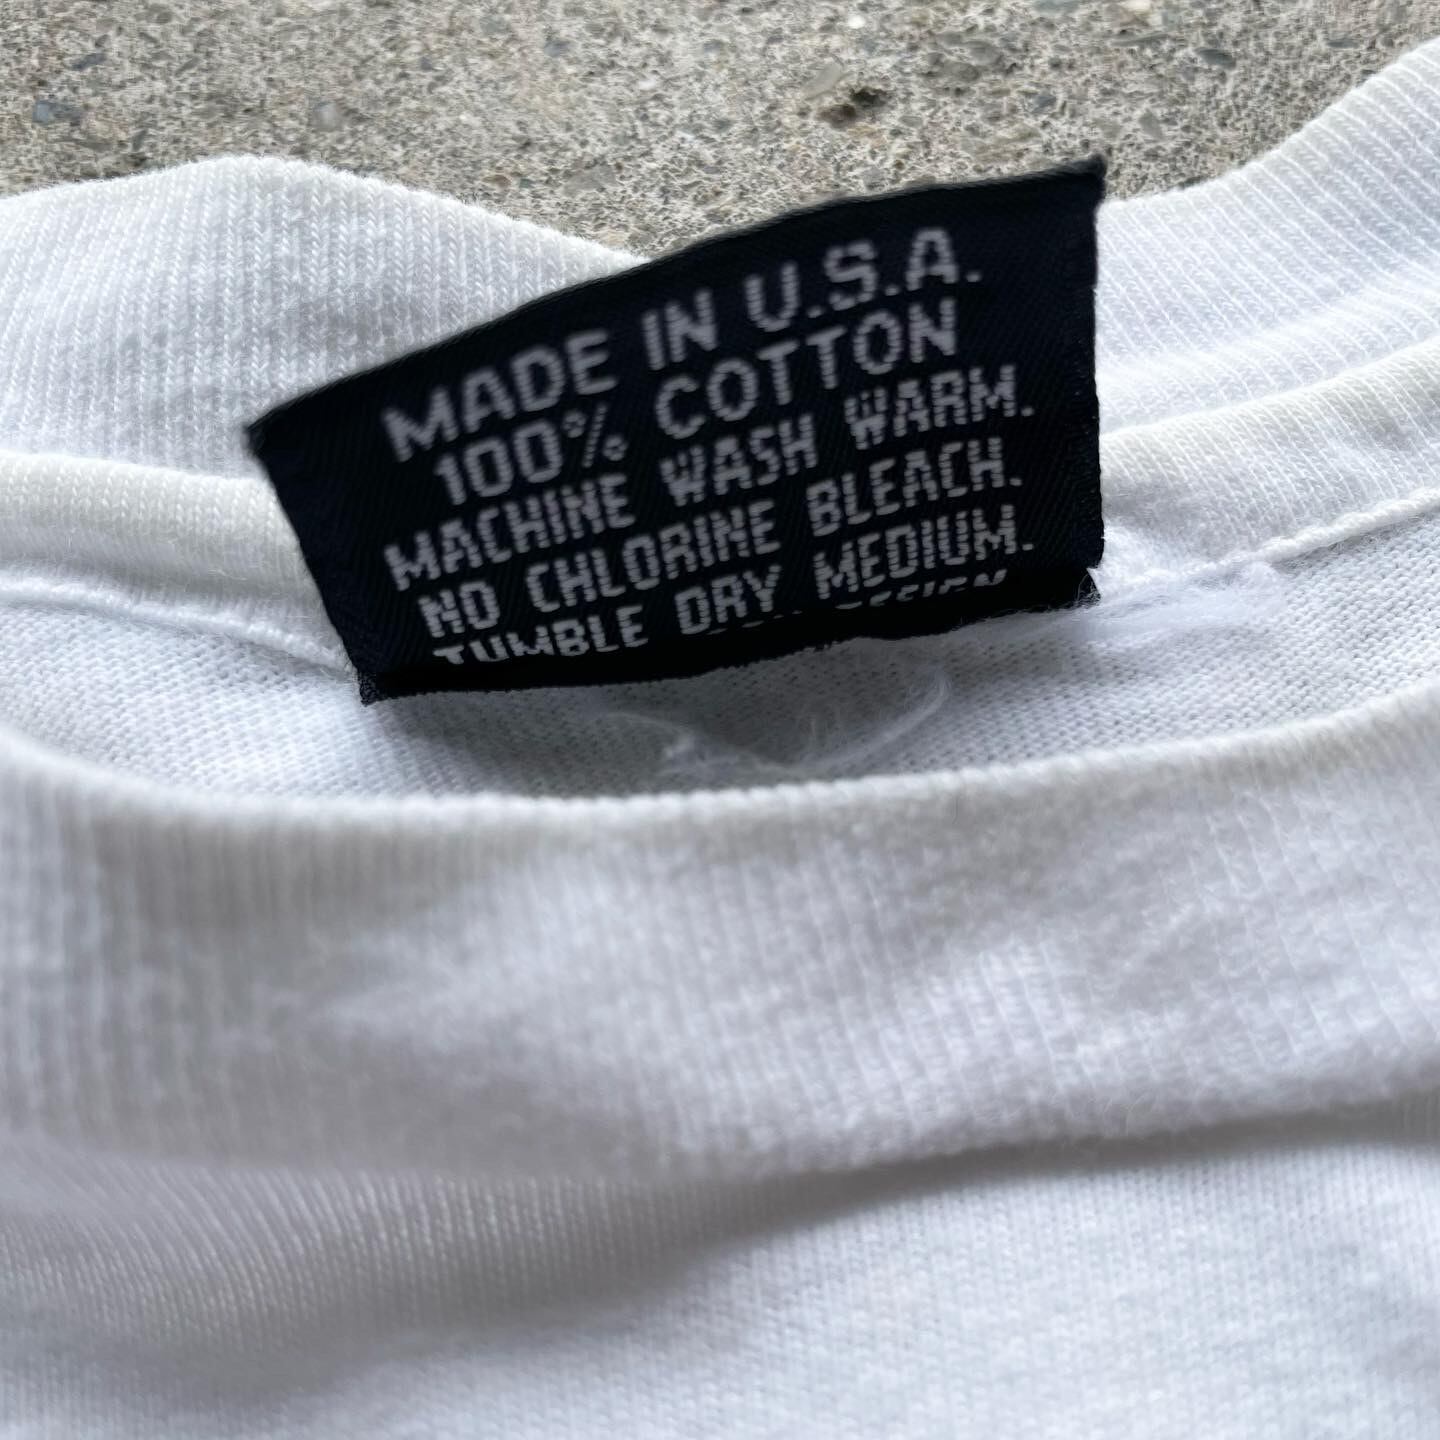 MADE IN U.S.A.
100% COTTON
MACHINE WASH WARM.
NO CHLORINE BLEACH.
TUMBLE DRY MEDIUM.